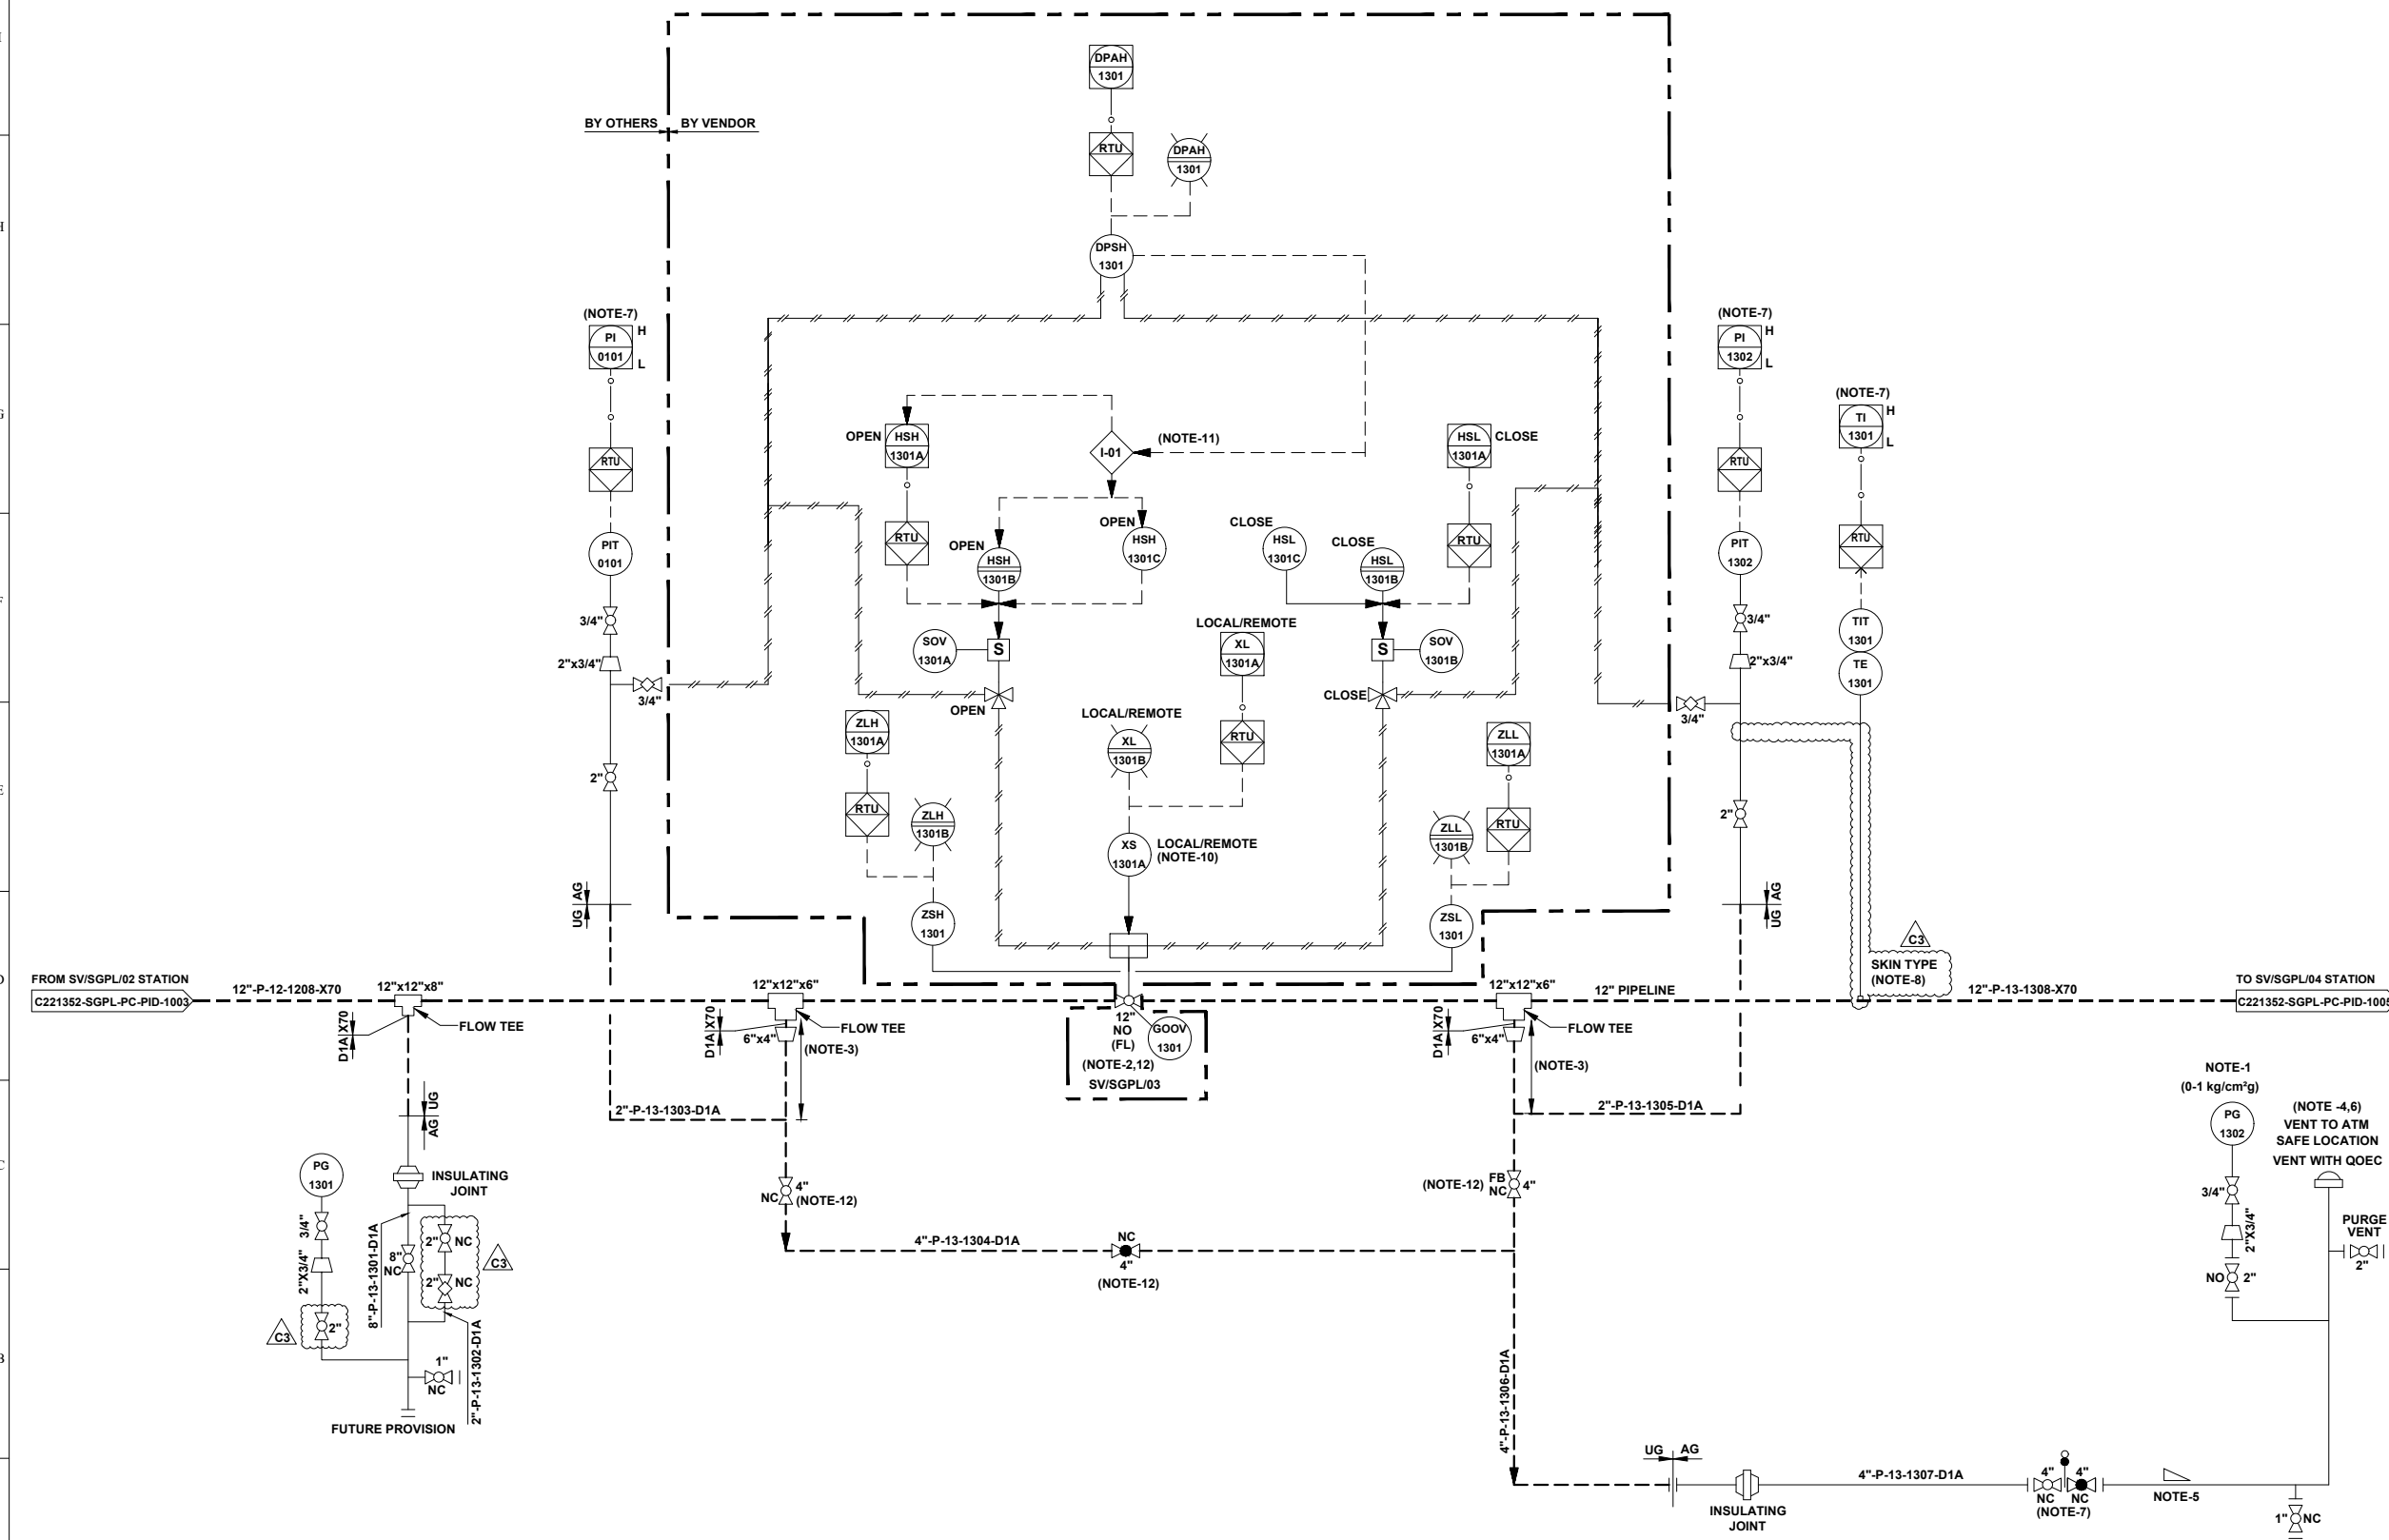 DPAH
1301
BY OTHERS
BY VENDOR
RTU
DPAH
1301
DPSH
1301
(NOTE-7)
PI
0101
H
L
RTU
PIT
0101
3/4"
2"x3/4"
3/4"
2"
UG
AG
(NOTE-7)
PI
1302
H
L
RTU
PIT
1302
3/4"
2"x3/4"
3/4"
2"
UG
AG
(NOTE-7)
TI
1301
H
L
RTU
TIT
1301
TE
1301
OPEN
HSH
1301A
RTU
I-01
(NOTE-11)
HSL
1301A
CLOSE
RTU
OPEN
HSH
1301B
OPEN
HSH
1301C
CLOSE
HSL
1301C
CLOSE
HSL
1301B
SOV
1301A
S
OPEN
LOCAL/REMOTE
XL
1301A
RTU
S
SOV
1301B
CLOSE
LOCAL/REMOTE
XL
1301B
ZLH
1301A
RTU
ZLH
1301B
ZLL
1301A
RTU
ZLL
1301B
XS
1301A
LOCAL/REMOTE
(NOTE-10)
ZSH
1301
ZSL
1301
C3
SKIN TYPE
(NOTE-8)
FROM SV/SGPL/02 STATION
C221352-SGPL-PC-PID-1003
12"-P-12-1208-X70
12"x12"x8"
FLOW TEE
D1A
X70
12"x12"x6"
FLOW TEE
D1A
X70
6"x4"
(NOTE-3)
12"
NO
(FL)
GOOV
1301
(NOTE-2,12)
SV/SGPL/03
12"x12"x6"
12" PIPELINE
FLOW TEE
D1A
X70
6"x4"
(NOTE-3)
12"-P-13-1308-X70
TO SV/SGPL/04 STATION
C221352-SGPL-PC-PID-1005
2"-P-13-1303-D1A
2"-P-13-1305-D1A
AG
UG
INSULATING
JOINT
PG
1301
3/4"
2"X3/4"
2"
C3
8"-P-13-1301-D1A
8"
NC
2"
NC
2"
NC
C3
2"-P-13-1302-D1A
1"
NC
FUTURE PROVISION
NC
4"
(NOTE-12)
4"-P-13-1304-D1A
NC
4"
(NOTE-12)
(NOTE-12)
FB
NC
4"
4"-P-13-1306-D1A
NOTE-1
(0-1 kg/cm²g)
PG
1302
3/4"
2"X3/4"
NO
2"
(NOTE -4,6)
VENT TO ATM
SAFE LOCATION
VENT WITH QOEC
PURGE
VENT
2"
UG
AG
INSULATING
JOINT
4"-P-13-1307-D1A
4"
NC
4"
NC
(NOTE-7)
NOTE-5
1"
NC